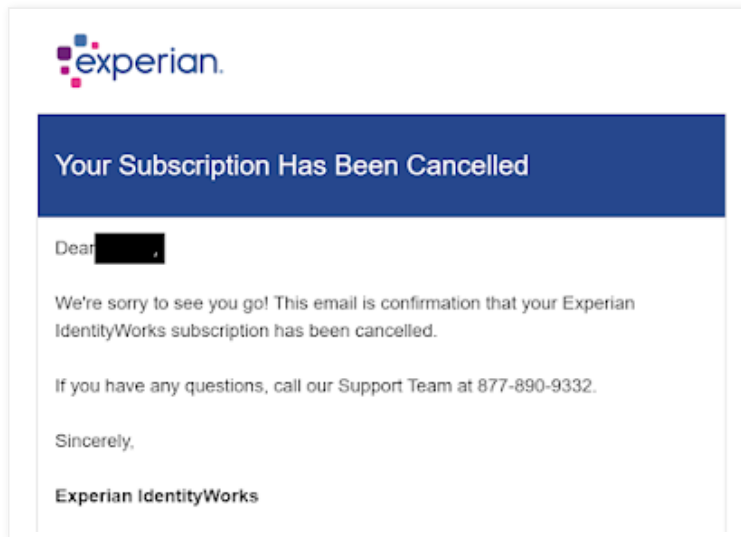 experian.
Your Subscription Has Been Cancelled
Dear ,
We're sorry to see you go! This email is confirmation that your Experian
IdentityWorks subscription has been cancelled.
If you have any questions, call our Support Team at 877-890-9332.
Sincerely,
Experian IdentityWorks